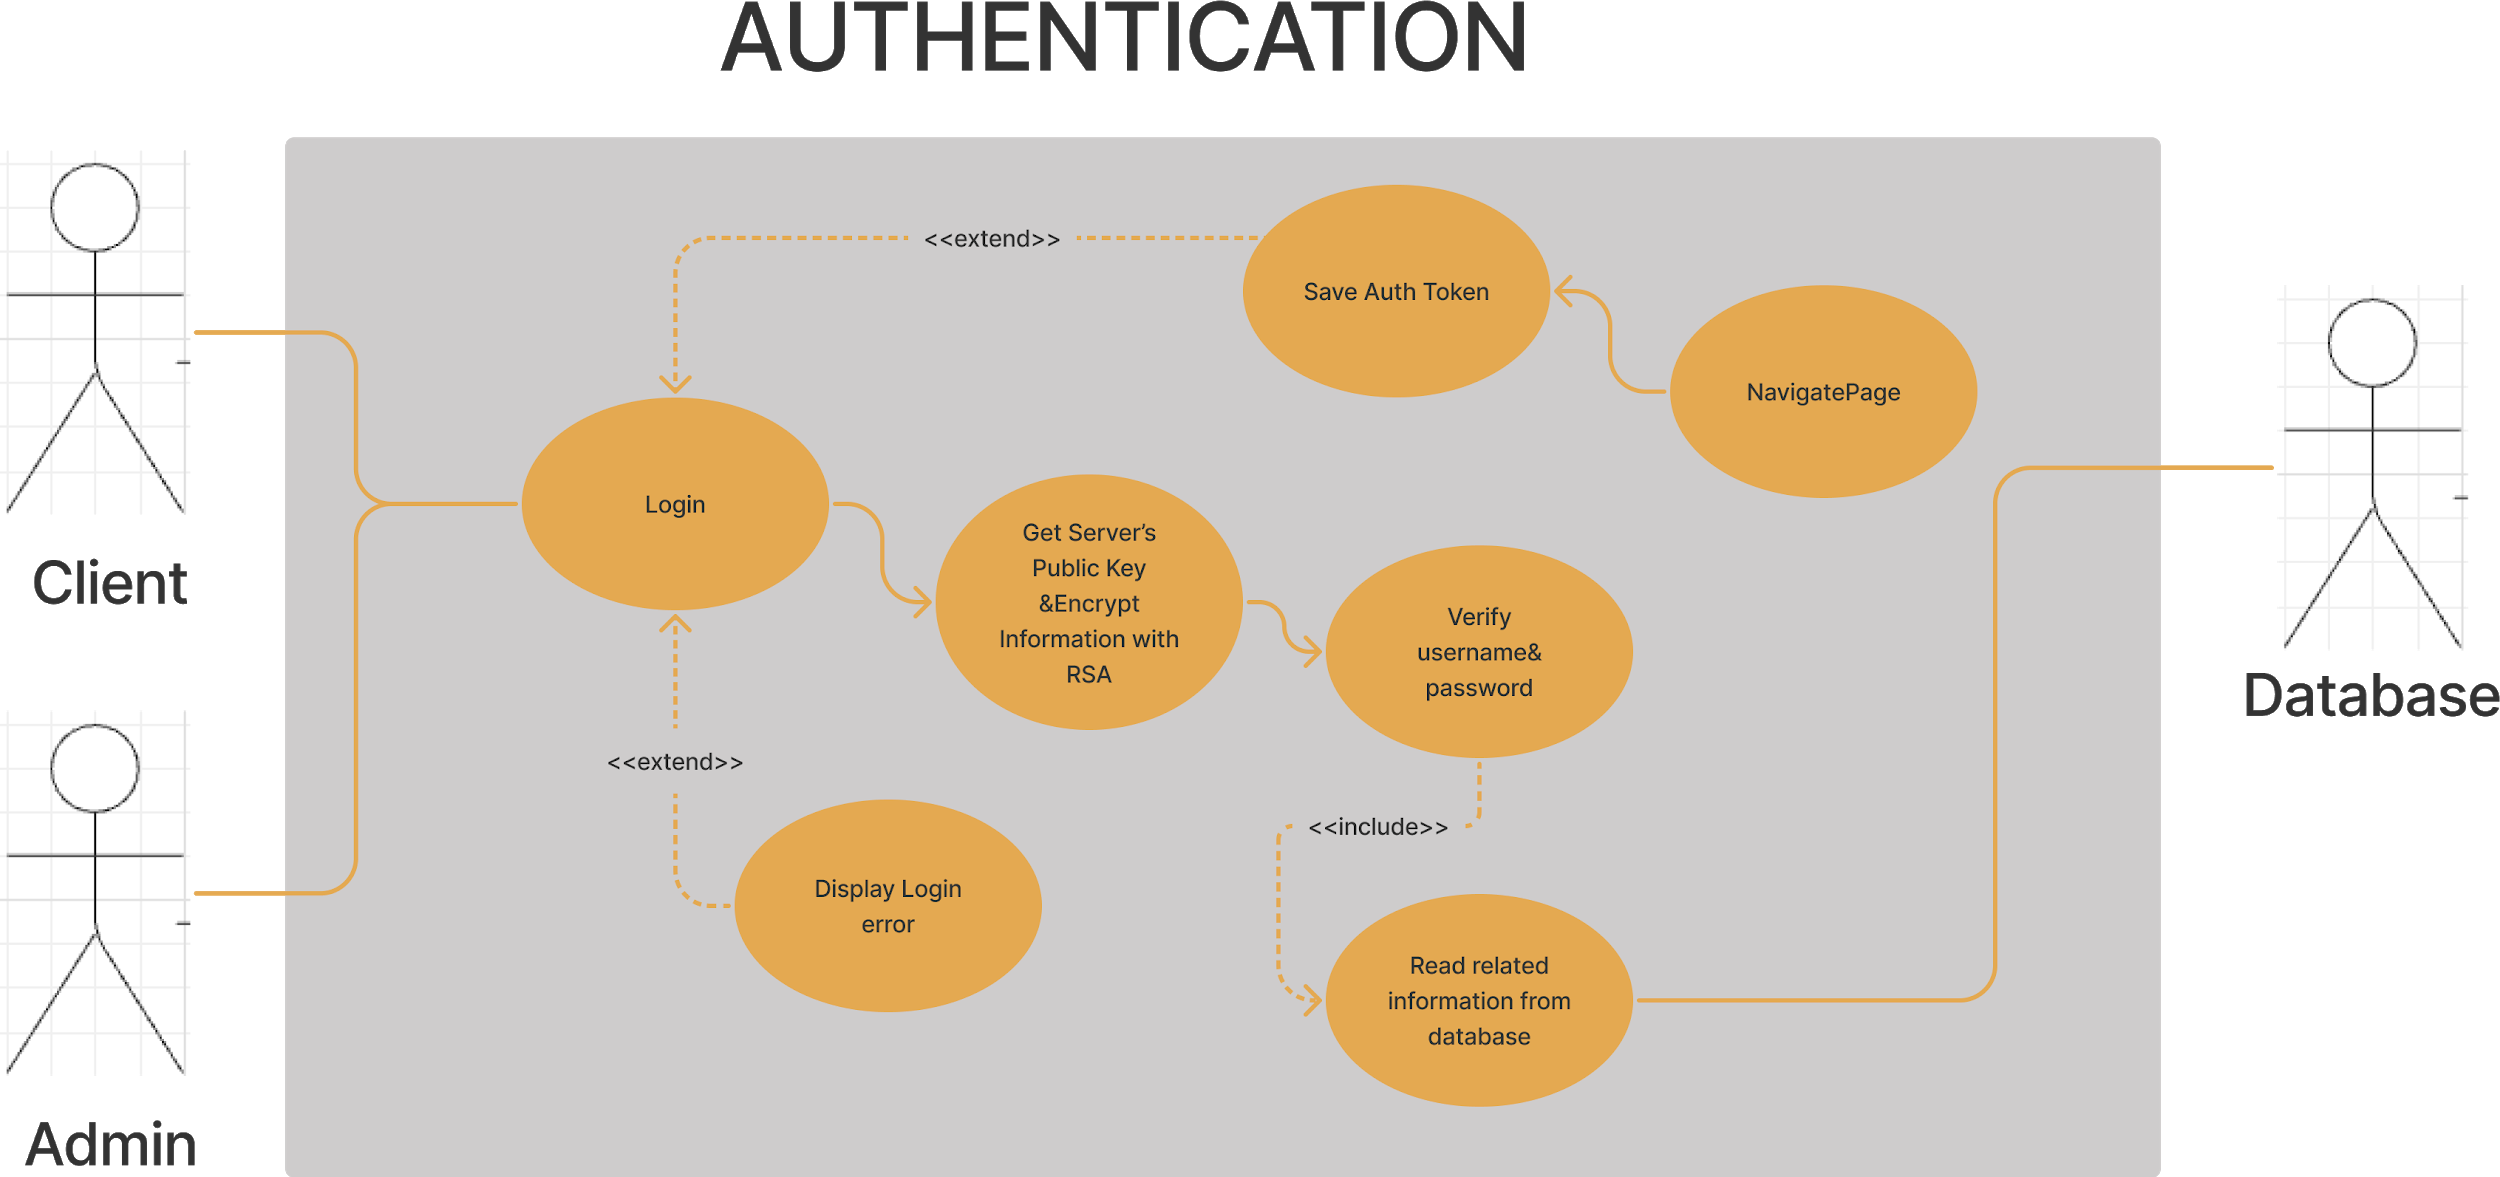 AUTHENTICATION
<<extend>>
Save Auth Token
NavigatePage
Login
Get Server’s
Public Key
&Encrypt
Information with
RSA
Verify
username&
password
Client
Database
<<extend>>
<<include>>
Display Login
error
Read related
information from
database
Admin